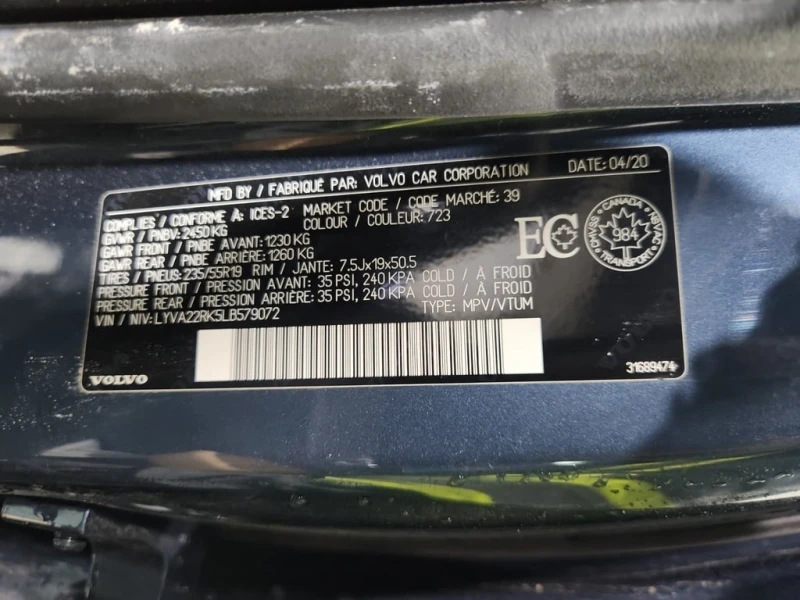 MFD BY / FABRIQUÉ PAR: VOLVO CAR CORPORATION DATE: 04/20
COMPLIES / CONFORME À: ICES-2 MARKET CODE / CODE MARCHÉ: 39
GVWR / PNBV: 2450 KG COLOUR / COULEUR: 723
GAWR FRONT / PNBE AVANT: 1230 KG
GAWR REAR / PNBE ARRIÈRE: 1260 KG
TIRES / PNEUS: 235/55R19 RIM / JANTE: 7.5Jx19x50.5
PRESSURE FRONT / PRESSION AVANT: 35 PSI, 240 KPA COLD / À FROID
PRESSURE REAR / PRESSION ARRIÈRE: 35 PSI, 240 KPA COLD / À FROID
VIN / NIV: LYVA22RK5LB579072 TYPE: MPV/VTUM
EC
CANADA
CMVSS 984 NSVAC
TRANSPORT
VOLVO 31689474